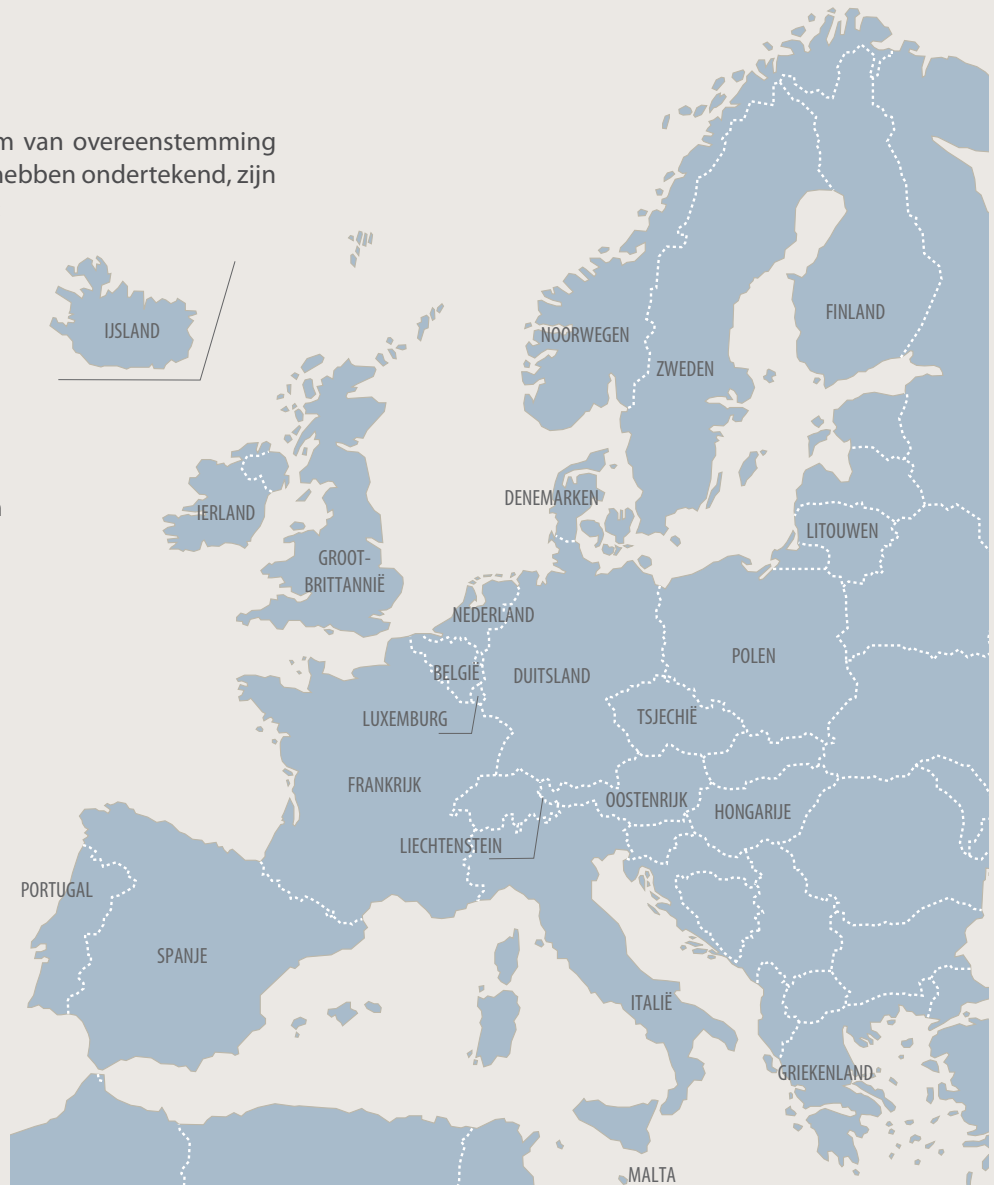 van overeenstemming
hebben ondertekend, zijn
IJSLAND
NOORWEGEN
FINLAND
ZWEDEN
DENEMARKEN
IERLAND
LITOUWEN
GROOT-
BRITTANNIË
NEDERLAND
POLEN
BELGIË
DUITSLAND
LUXEMBURG
TSJECHIË
FRANKRIJK
OOSTENRIJK
HONGARIJE
LIECHTENSTEIN
PORTUGAL
SPANJE
ITALIË
GRIEKENLAND
MALTA